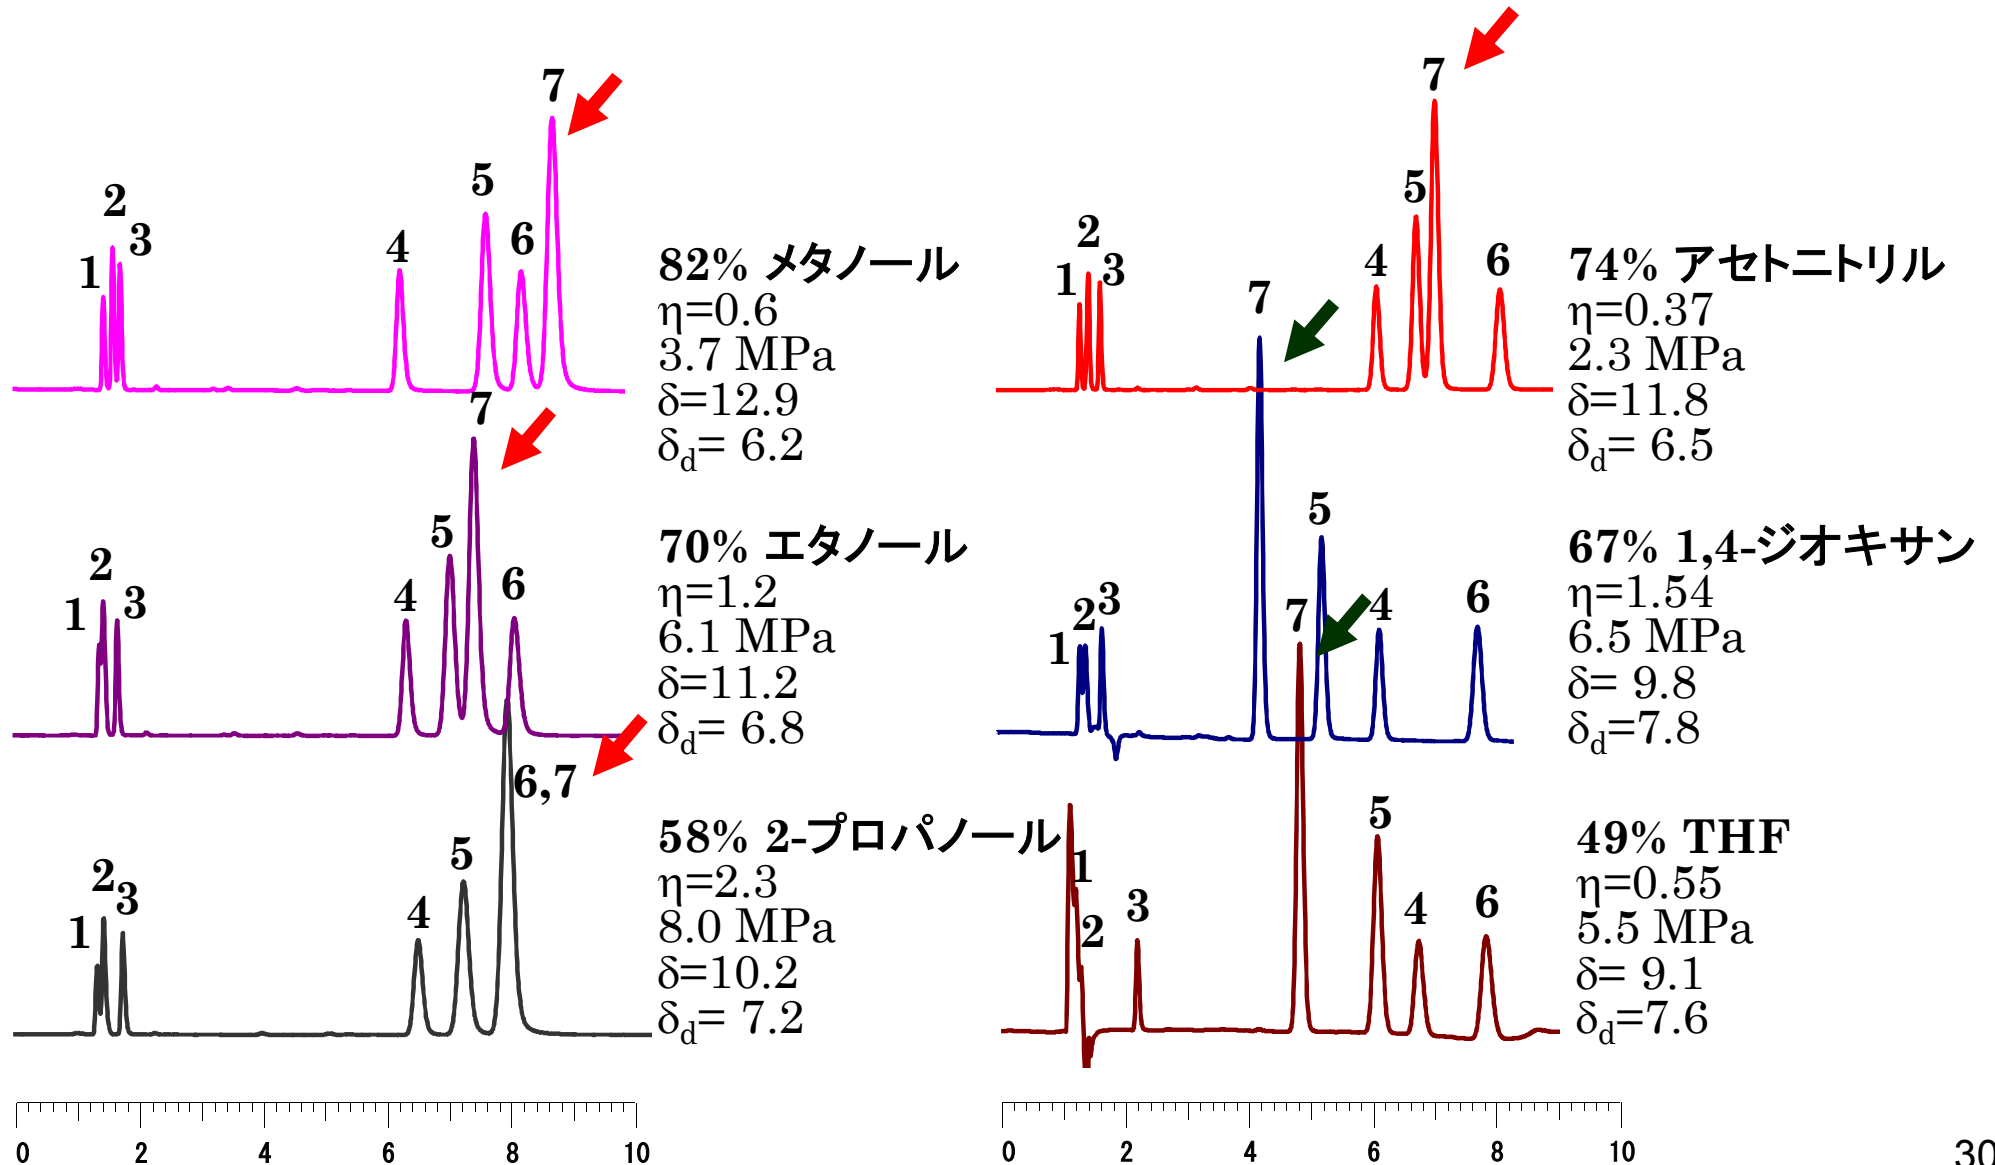 7
5
2
3
6
4
1
82% メタノール
η=0.6
3.7 MPa
δ=12.9
δd= 6.2
7
5
2
6
1
3
4
70% エタノール
η=1.2
6.1 MPa
δ=11.2
δd= 6.8
6,7
5
2
3
4
1
58% 2-プロパノール
η=2.3
8.0 MPa
δ=10.2
δd= 7.2
0 2 4 6 8 10
7
5
2
1
3
4
6
74% アセトニトリル
η=0.37
2.3 MPa
δ=11.8
δd= 6.5
7
5
1
2
3
4
6
67% 1,4-ジオキサン
η=1.54
6.5 MPa
δ= 9.8
δd=7.8
7
5
1
2
3
4
6
49% THF
η=0.55
5.5 MPa
δ= 9.1
δd=7.6
0 2 4 6 8 10
30